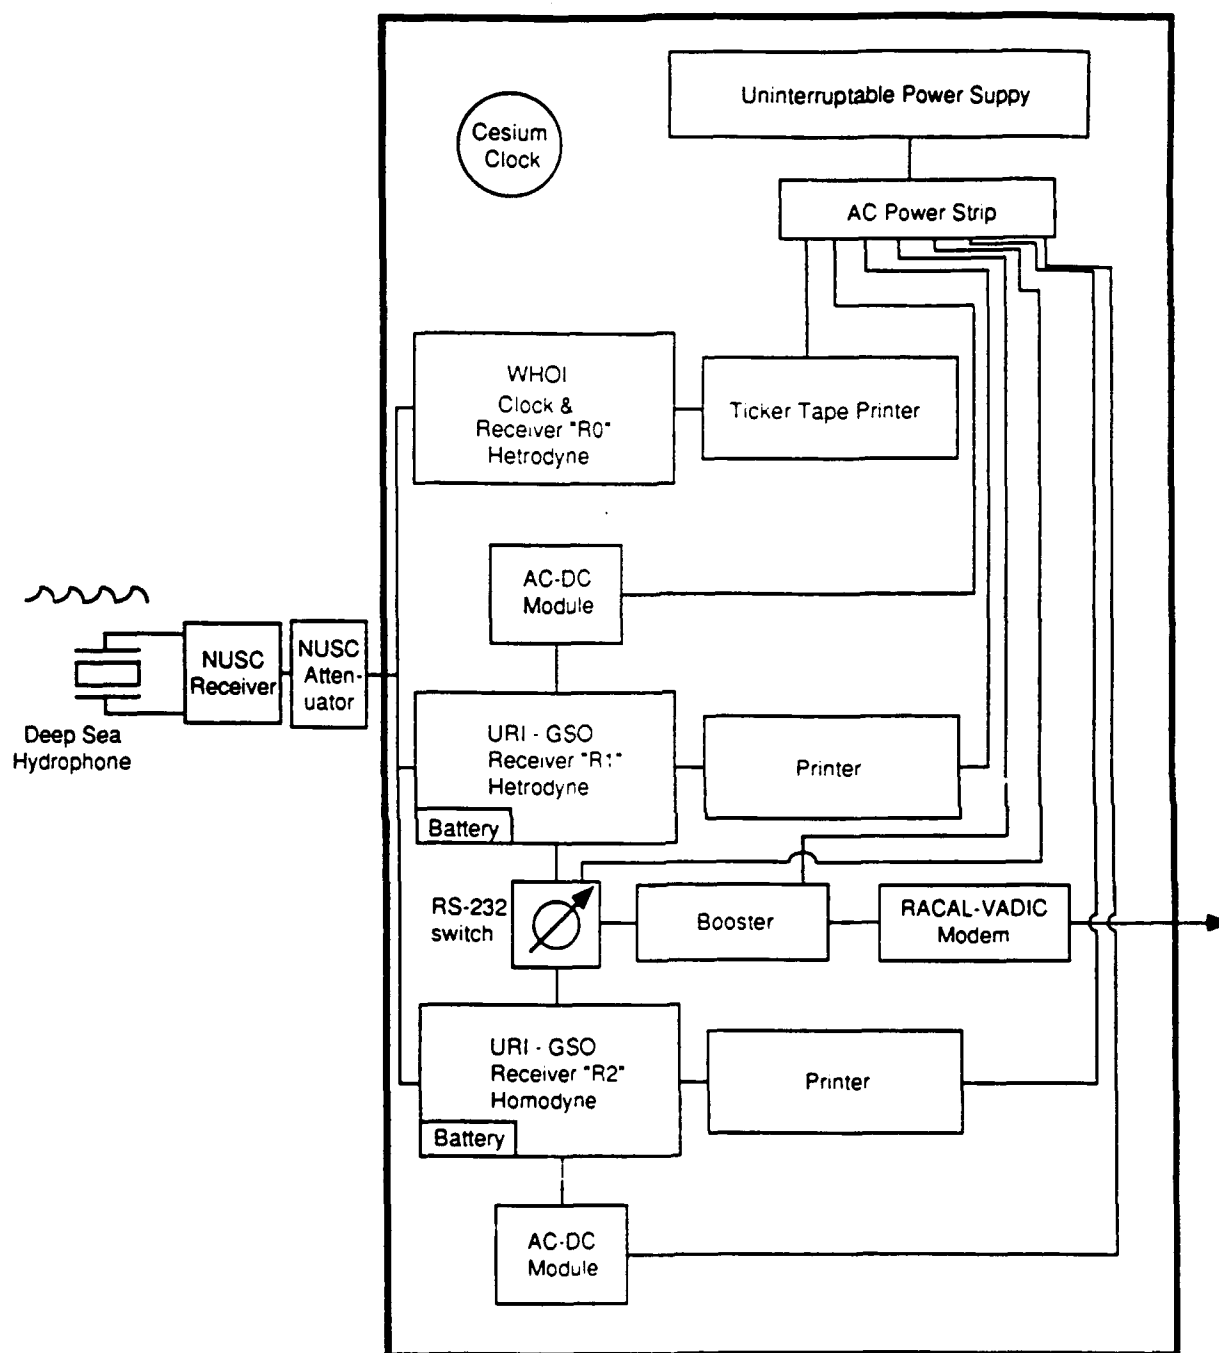 Uninterruptable Power Suppy
Cesium
Clock
AC Power Strip
WHOI
Clock &
Receiver "R0"
Hetrodyne
Ticker Tape Printer
AC-DC
Module
NUSC
Receiver
NUSC
Atten-
uator
Deep Sea
Hydrophone
URI - GSO
Receiver "R1"
Hetrodyne
Battery
Printer
RS-232
switch
Booster
RACAL-VADIC
Modem
URI - GSO
Receiver "R2"
Homodyne
Battery
Printer
AC-DC
Module